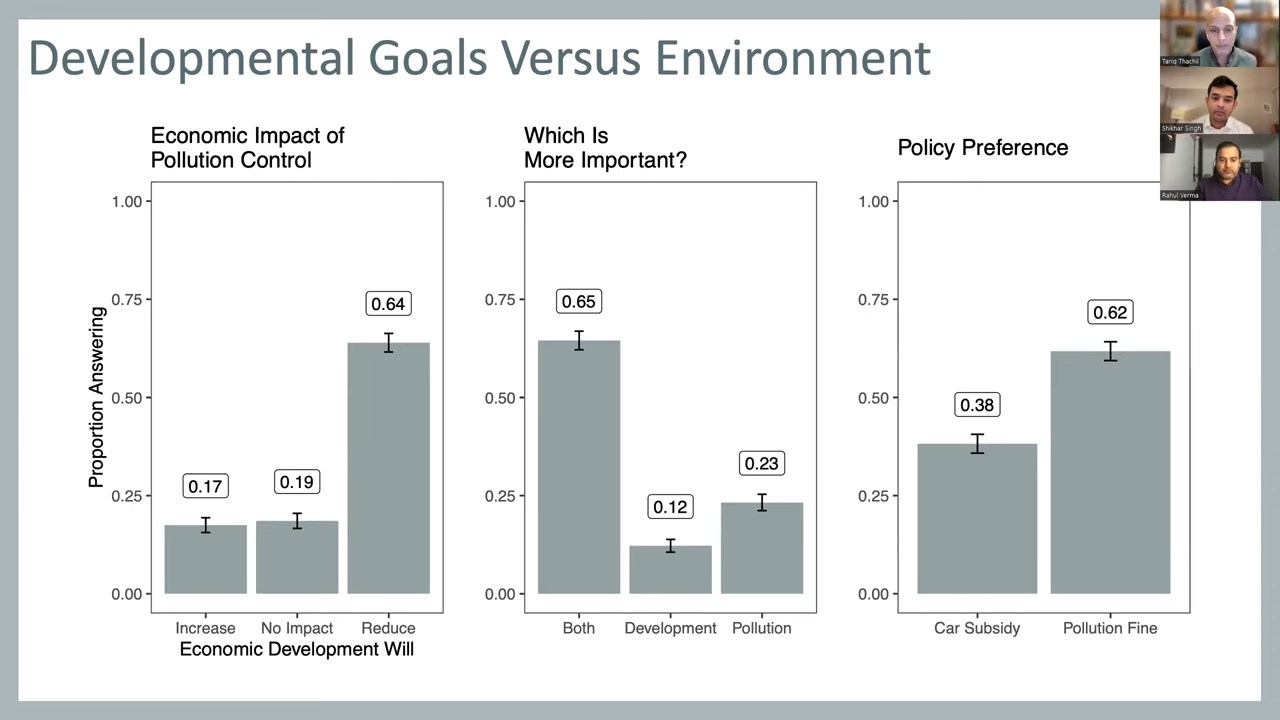 Developmental Goals Versus Environment
Tariq Thachil
Shikhar Singh
Rahul Verma
Economic Impact of
Pollution Control
Proportion Answering
1.00
0.75
0.50
0.25
0.00
0.17
0.19
0.64
Increase No Impact Reduce
Economic Development Will
Which Is
More Important?
1.00
0.75
0.50
0.25
0.00
0.65
0.12
0.23
Both Development Pollution
Policy Preference
1.00
0.75
0.50
0.25
0.00
0.38
0.62
Car Subsidy Pollution Fine